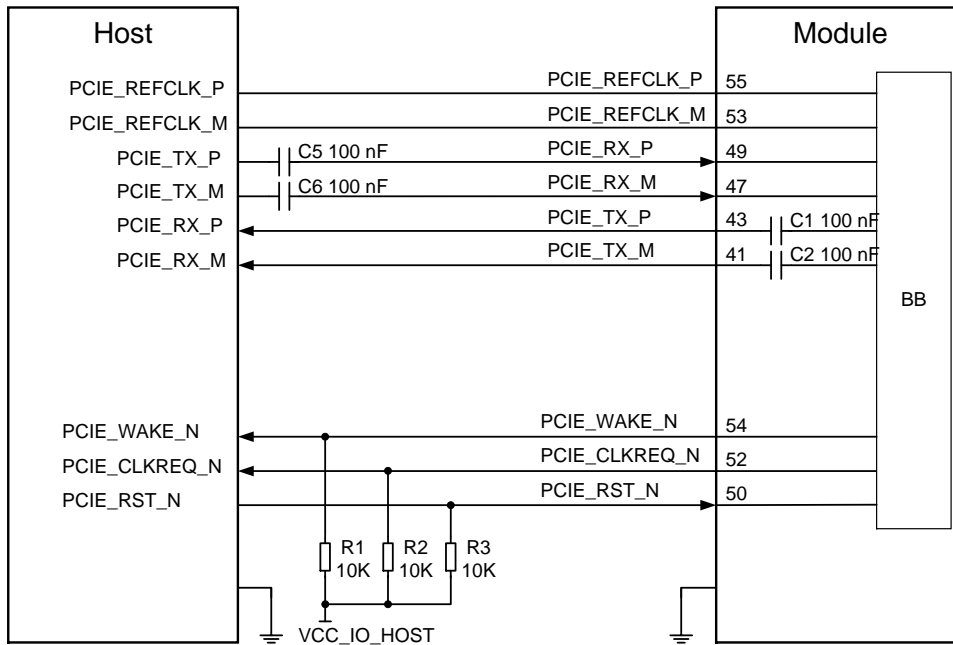 Host
Module
PCIE_REFCLK_P
PCIE_REFCLK_P
55
PCIE_REFCLK_M
PCIE_REFCLK_M
53
PCIE_TX_P
C5 100 nF
PCIE_RX_P
49
PCIE_TX_M
C6 100 nF
PCIE_RX_M
47
PCIE_RX_P
PCIE_TX_P
43
C1 100 nF
PCIE_RX_M
PCIE_TX_M
41
C2 100 nF
BB
PCIE_WAKE_N
PCIE_WAKE_N
54
PCIE_CLKREQ_N
PCIE_CLKREQ_N
52
PCIE_RST_N
PCIE_RST_N
50
R1
10K
R2
10K
R3
10K
VCC_IO_HOST